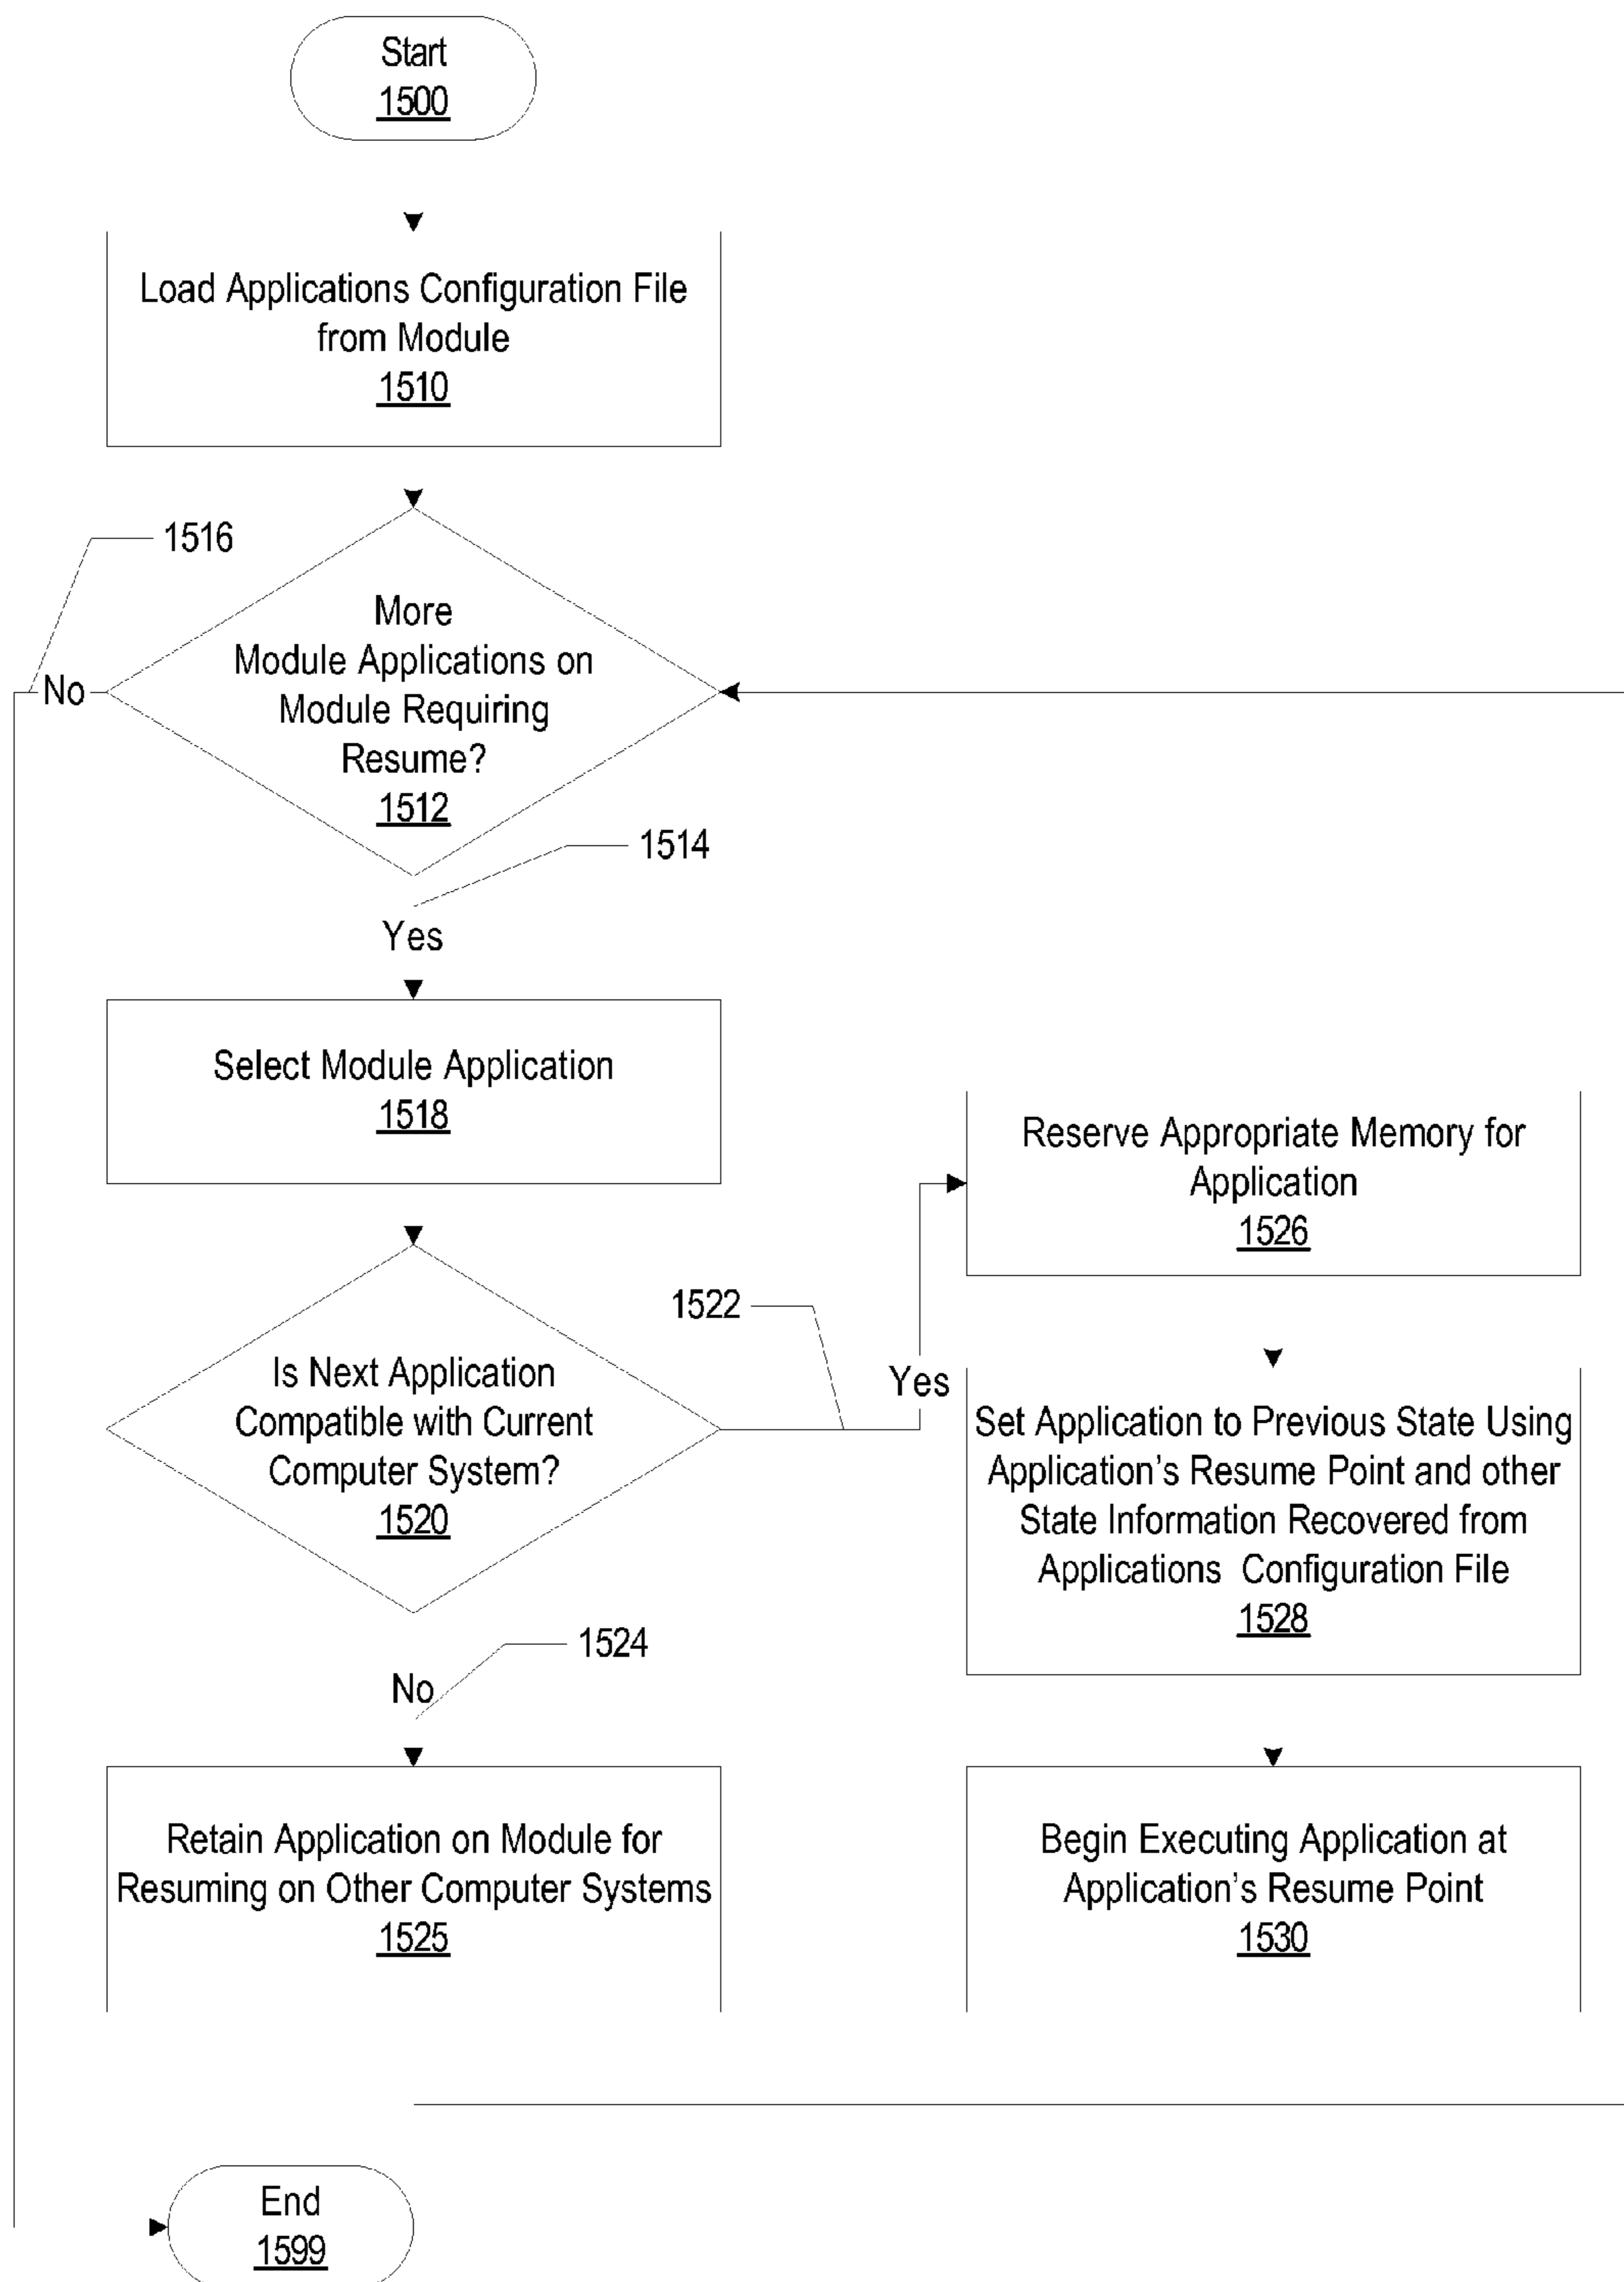 Start
1500
Load Applications Configuration File
from Module
1510
1516
More
Module Applications on
Module Requiring
Resume?
1512
No
1514
Yes
Select Module Application
1518
Reserve Appropriate Memory for
Application
1526
1522
Yes
Is Next Application
Compatible with Current
Computer System?
1520
Set Application to Previous State Using
Application's Resume Point and other
State Information Recovered from
Applications Configuration File
1528
1524
No
Retain Application on Module for
Resuming on Other Computer Systems
1525
Begin Executing Application at
Application's Resume Point
1530
End
1599